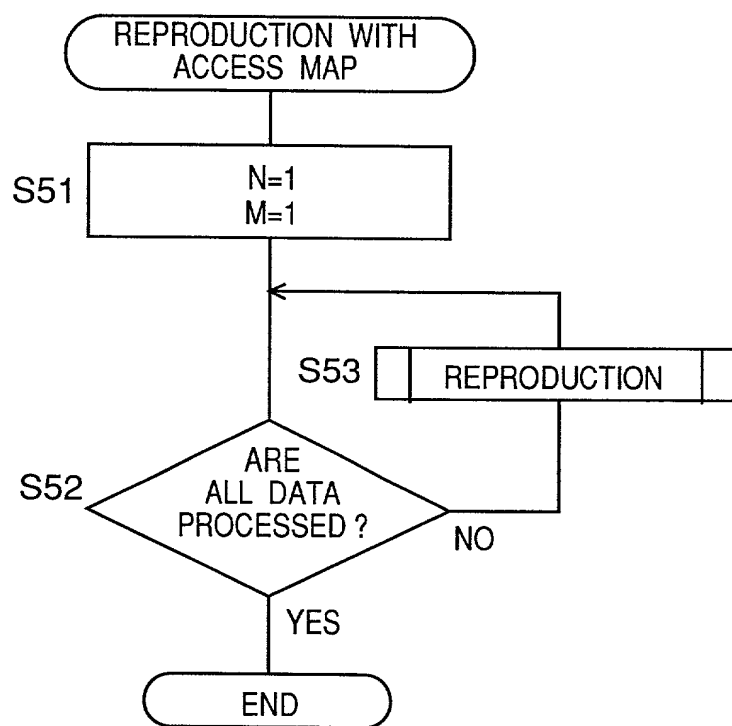 REPRODUCTION WITH
ACCESS MAP
S51
N=1
M=1
S53
REPRODUCTION
S52
ARE
ALL DATA
PROCESSED ?
NO
YES
END